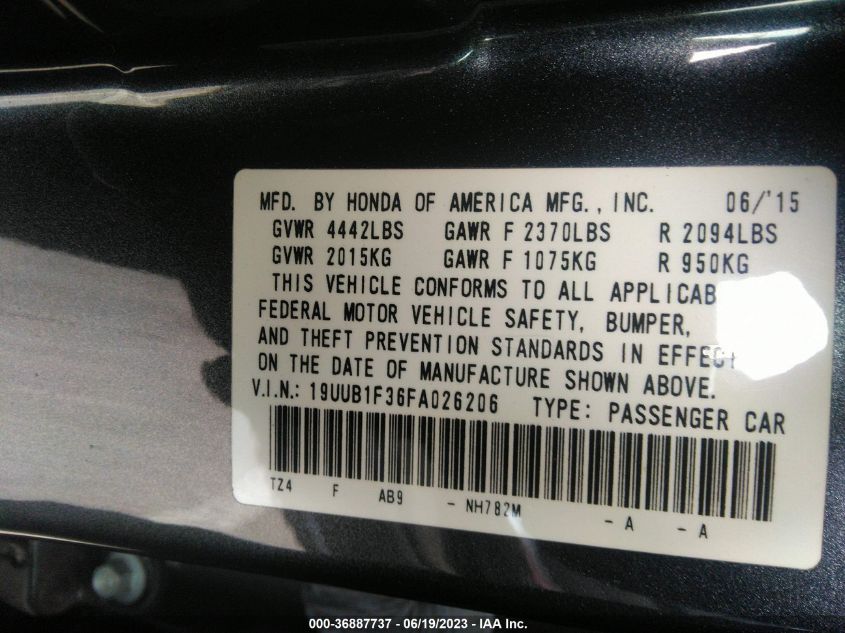 MFD. BY HONDA OF AMERICA MFG., INC. 06/'15
GVWR 4442LBS GAWR F 2370LBS R 2094LBS
GVWR 2015KG GAWR F 1075KG R 950KG
THIS VEHICLE CONFORMS TO ALL APPLICAB
FEDERAL MOTOR VEHICLE SAFETY, BUMPER,
AND THEFT PREVENTION STANDARDS IN EFFECT
ON THE DATE OF MANUFACTURE SHOWN ABOVE.
V.I.N.: 19UUB1F36FA026206 TYPE: PASSENGER CAR
TZ4 F AB9 - NH782M - A - A
000-36887737 - 06/19/2023 - IAA Inc.